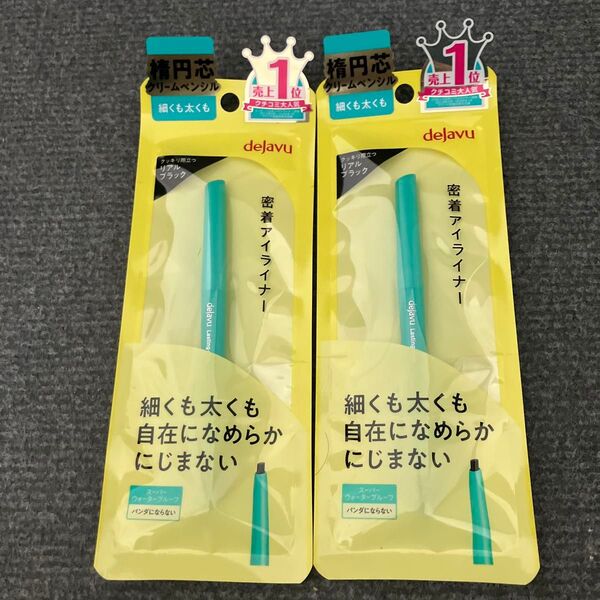 楕円芯
クリームペンシル
細くも太くも
1
売上 位
クチコミ大人気
dejavu
クッキリ際立つ
リアル
ブラック
密着アイライナー
dejavu Lasting
細くも太くも
自在になめらか
にじまない
スーパー
ウォータープルーフ
パンダにならない
楕円芯
クリームペンシル
細くも太くも
1
売上 位
クチコミ大人気
dejavu
クッキリ際立つ
リアル
ブラック
密着アイライナー
dejavu Lasting
細くも太くも
自在になめらか
にじまない
スーパー
ウォータープルーフ
パンダにならない